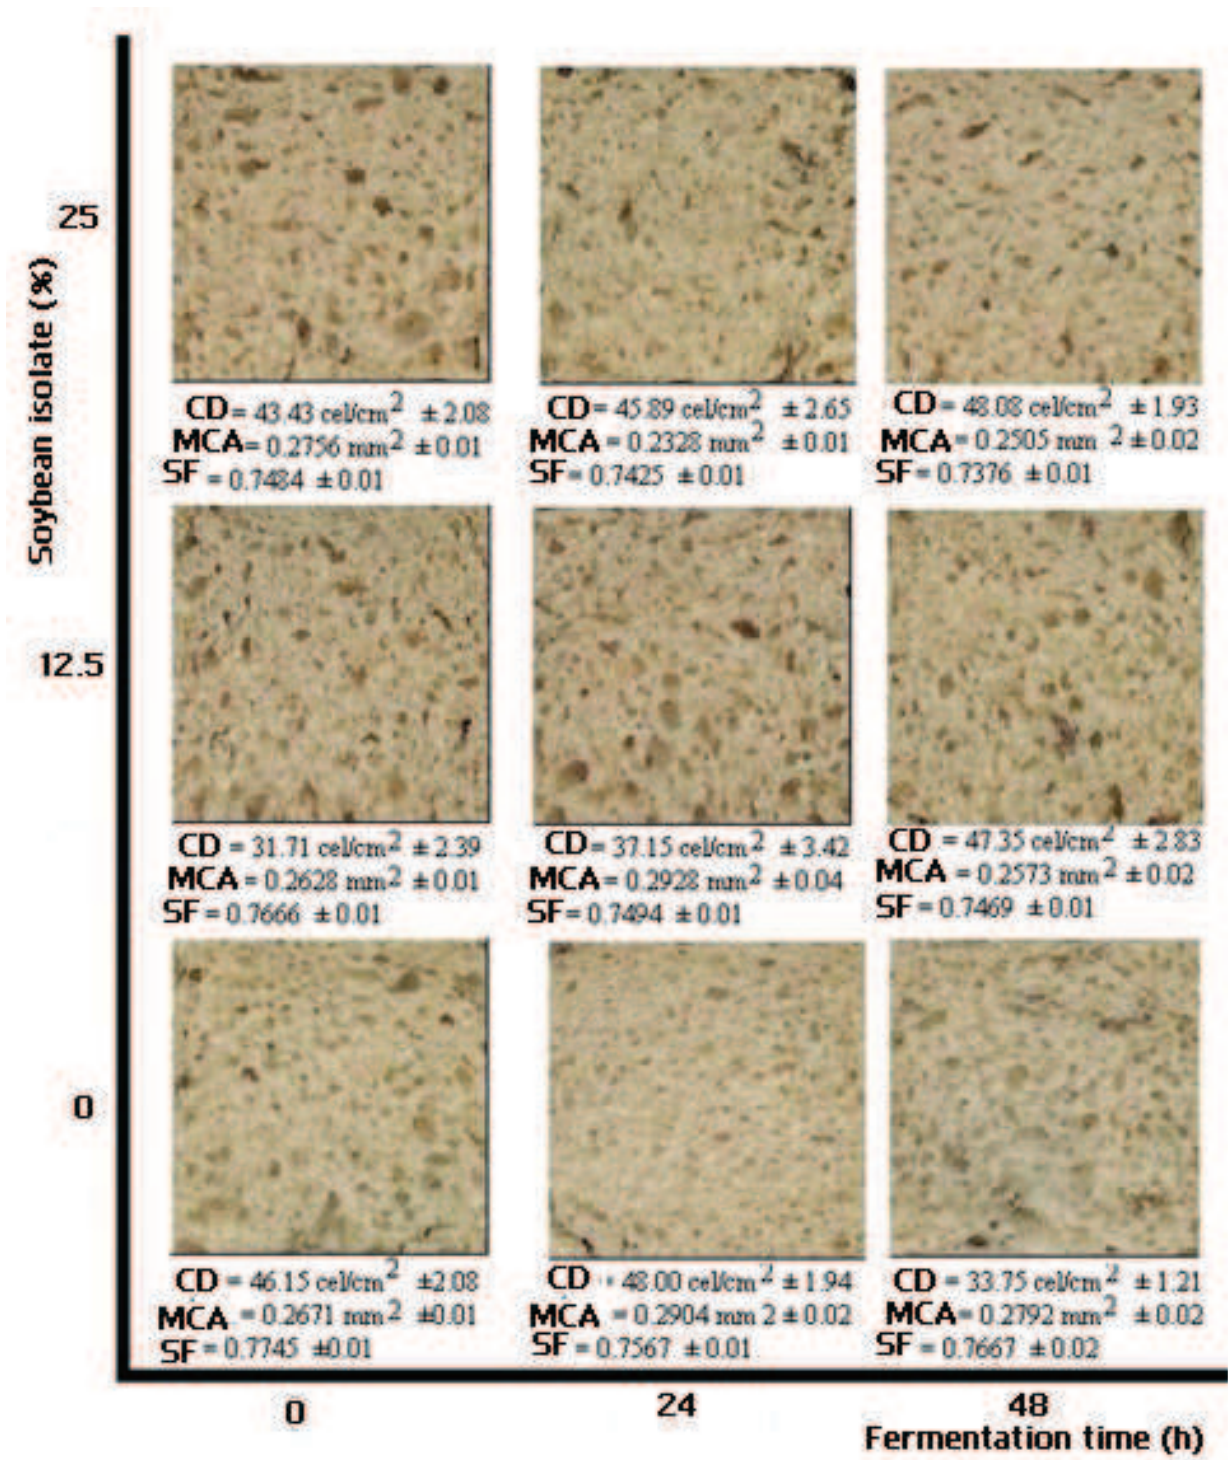 Soybean isolate (%)
25
CD = 43.43 cel/cm2 ±2.08
MCA = 0.2756 mm2 ±0.01
SF = 0.7484 ±0.01
CD = 45.89 cel/cm2 ±2.65
MCA = 0.2328 mm2 ±0.01
SF = 0.7425 ±0.01
CD = 48.08 cel/cm2 ±1.93
MCA = 0.2505 mm 2 ±0.02
SF = 0.7376 ±0.01
12.5
CD = 31.71 cel/cm2 ±2.39
MCA = 0.2628 mm2 ±0.01
SF = 0.7666 ±0.01
CD = 37.15 cel/cm2 ±3.42
MCA = 0.2928 mm2 ±0.04
SF = 0.7494 ±0.01
CD = 47.35 cel/cm2 ±2.83
MCA = 0.2573 mm2 ±0.02
SF = 0.7469 ±0.01
0
CD = 46.15 cel/cm2 ±2.08
MCA = 0.2671 mm2 ±0.01
SF = 0.7745 ±0.01
CD = 48.00 cel/cm2 ±1.94
MCA = 0.2904 mm 2 ±0.02
SF = 0.7567 ±0.01
CD = 33.75 cel/cm2 ±1.21
MCA = 0.2792 mm2 ±0.02
SF = 0.7667 ±0.02
0
24
48
Fermentation time (h)